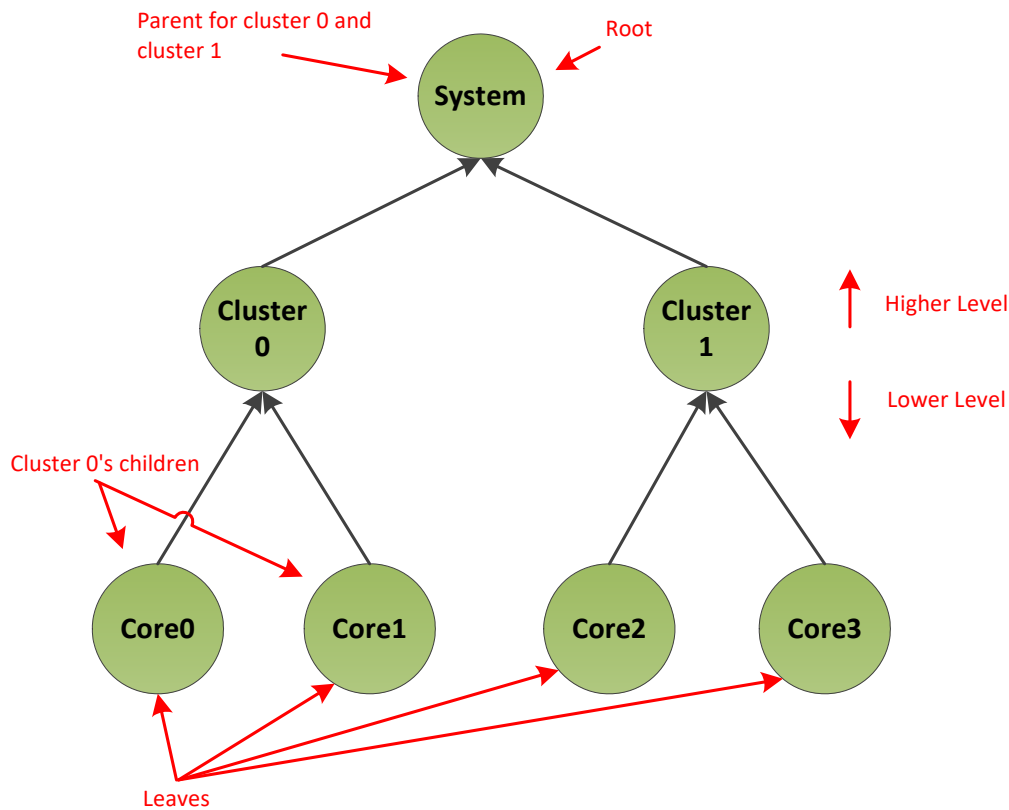 Parent for cluster 0 and
cluster 1
Root
System
Cluster
0
Cluster
1
Higher Level
Lower Level
Cluster 0's children
Core0
Core1
Core2
Core3
Leaves